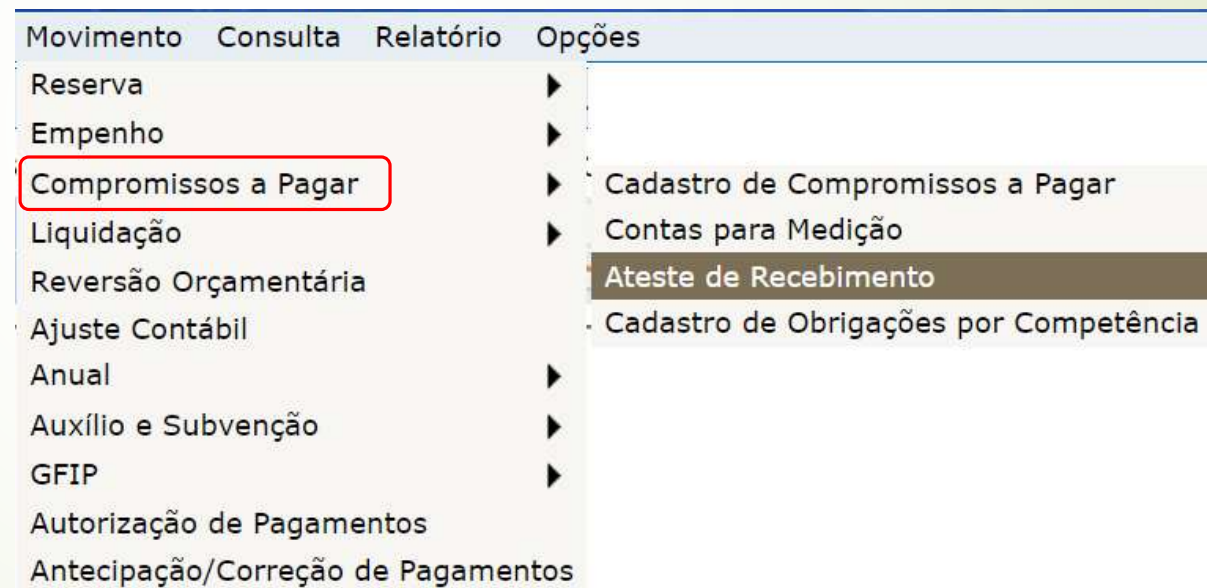 Movimento Consulta Relatório Opções
Reserva
Empenho
Compromissos a Pagar
Liquidação
Reversão Orçamentária
Ajuste Contábil
Anual
Auxílio e Subvenção
GFIP
Autorização de Pagamentos
Antecipação/Correção de Pagamentos
Cadastro de Compromissos a Pagar
Contas para Medição
Ateste de Recebimento
Cadastro de Obrigações por Competência